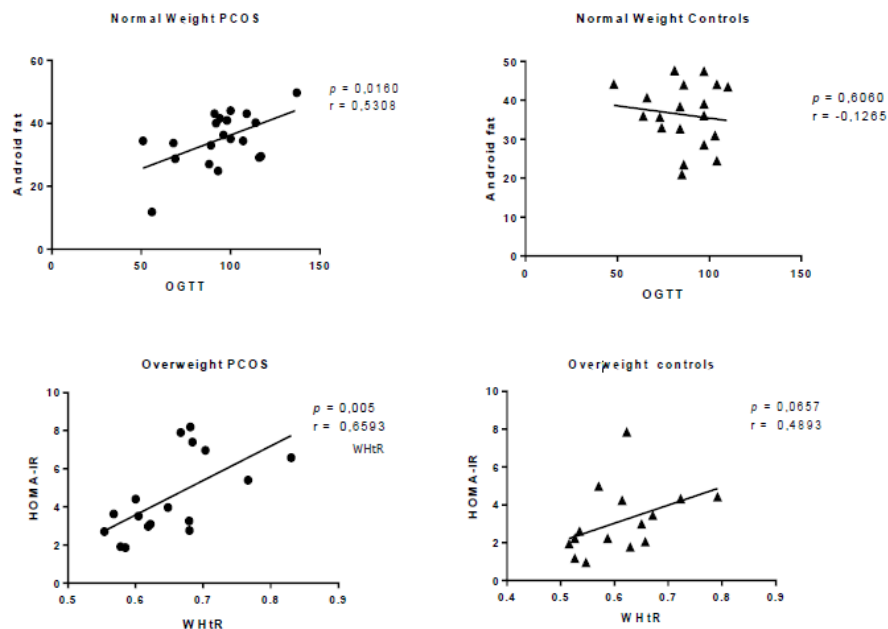 Normal Weight PCOS
Android fat
60
40
20
0
0
50
100
150
OGTT
p = 0,0160
r = 0,5308
Normal Weight Controls
Android fat
50
40
30
20
10
0
0
50
100
150
OGTT
p = 0,6060
r = -0,1265
Overweight PCOS
HOMA-IR
10
8
6
4
2
0
0.5
0.6
0.7
0.8
0.9
WHtR
p = 0,005
r = 0,6593
WHtR
Overweight controls
HOMA-IR
10
8
6
4
2
0
0.4
0.5
0.6
0.7
0.8
0.9
WHtR
p = 0,0657
r = 0,4893